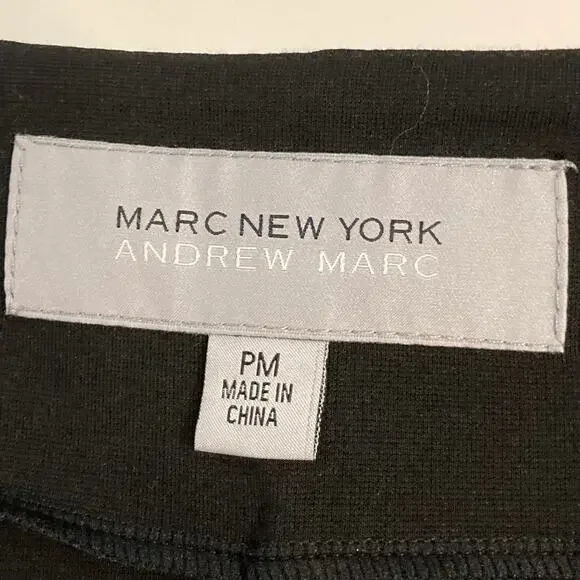 MARC NEW YORK
ANDREW MARC
PM
MADE IN
CHINA